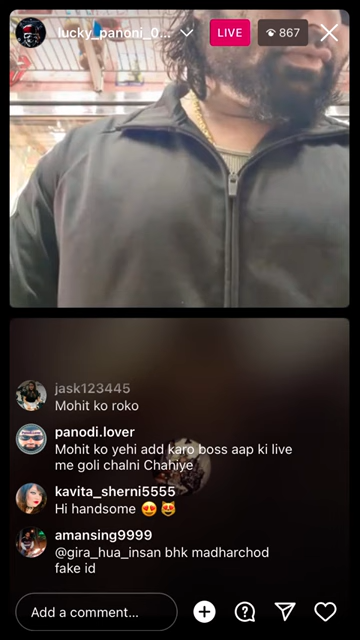 lucky_panoni_0...
LIVE
867
jask123445
Mohit ko roko
panodi.lover
Mohit ko yehi add karo boss aap ki live
me goli chalni Chahiye
kavita_sherni5555
Hi handsome 😍😻
amansing9999
@gira_hua_insan bhk madharchod
fake id
Add a comment...